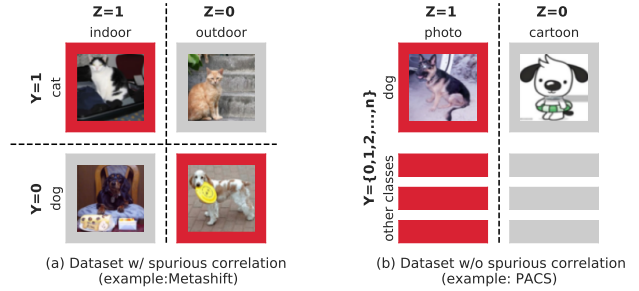 Z=1 Z=0
indoor outdoor
Y=1
cat
Y=0
dog
(a) Dataset w/ spurious correlation
(example:Metashift)
Z=1 Z=0
photo cartoon
Y={0,1,2,...,n}
dog
other classes
(b) Dataset w/o spurious correlation
(example: PACS)